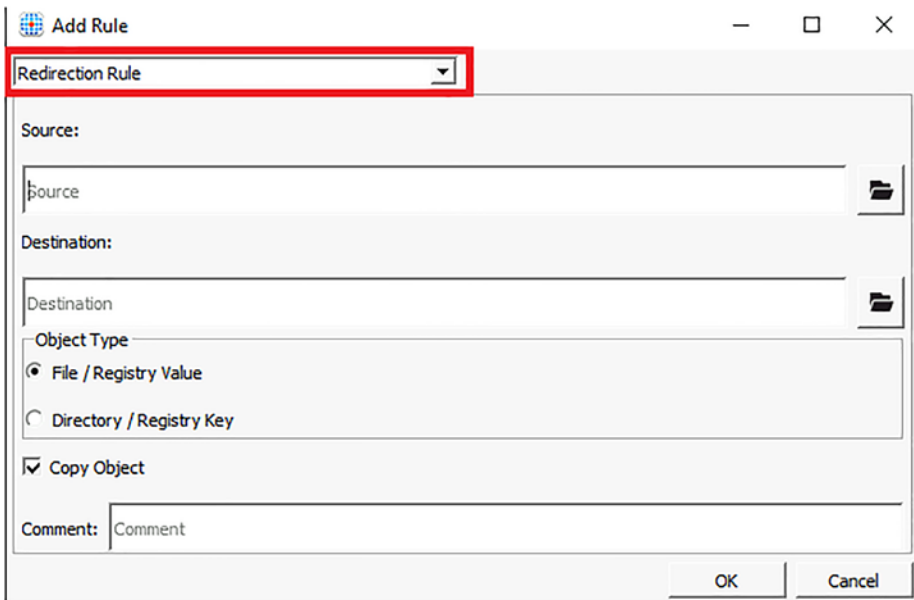 Add Rule
Redirection Rule
Source:
Source
Destination:
Destination
Object Type
File / Registry Value
Directory / Registry Key
Copy Object
Comment: Comment
OK Cancel